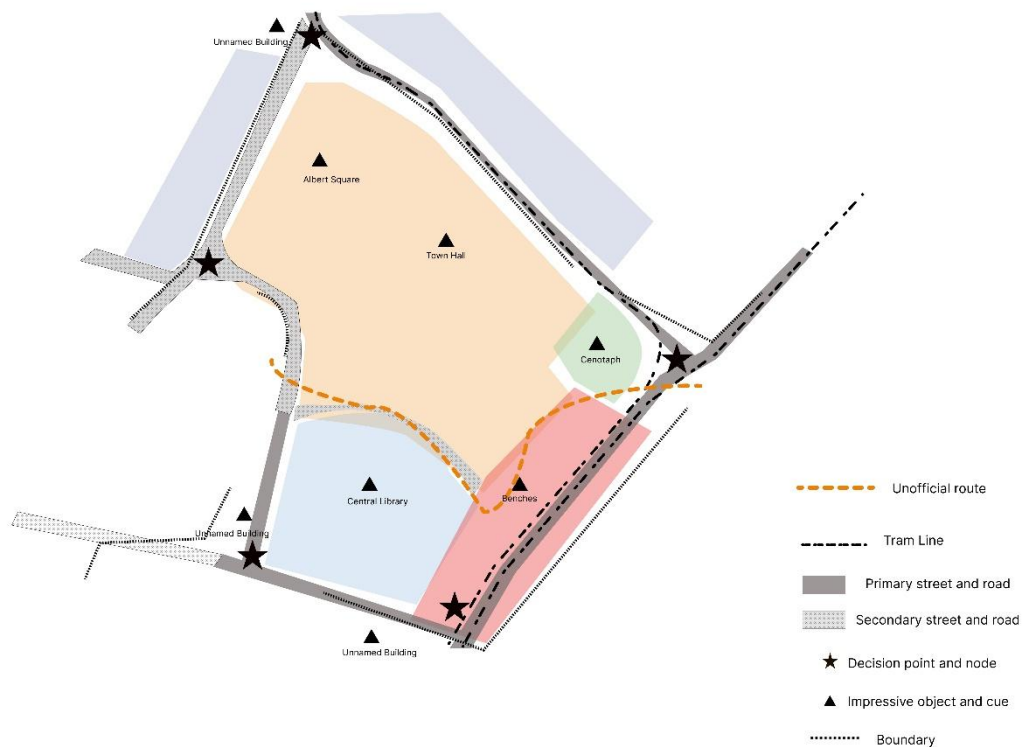 Unnamed Building
Albert Square
Town Hall
Cenotaph
Central Library
Benches
Unnamed Building
Unnamed Building
Unofficial route
Tram Line
Primary street and road
Secondary street and road
Decision point and node
Impressive object and cue
Boundary